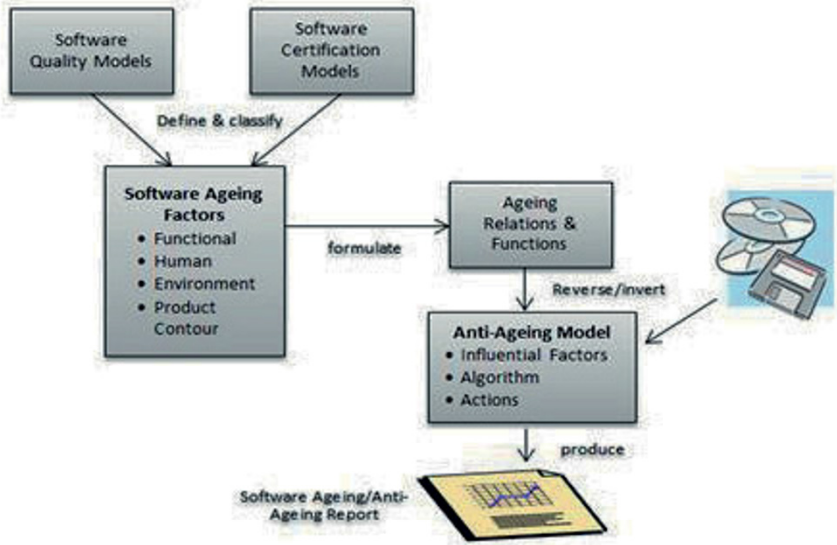 Software
Quality Models
Software
Certification
Models
Define & classify
Software Ageing
Factors
• Functional
• Human
• Environment
• Product
Contour
formulate
Ageing
Relations &
Functions
Reverse/invert
Anti-Ageing Model
• Influential Factors
• Algorithm
• Actions
produce
Software Ageing/Anti-
Ageing Report